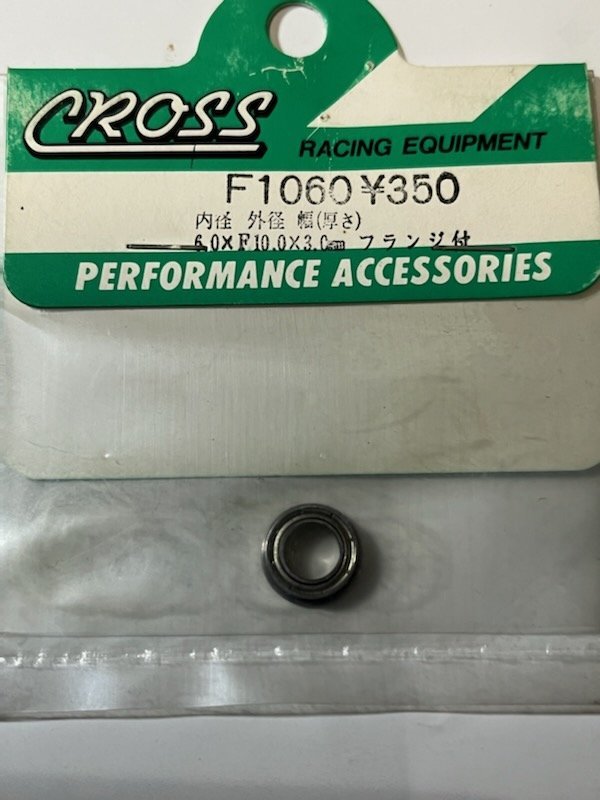 CROSS
RACING EQUIPMENT
F1060 ¥350
内径 外径 幅(厚さ)
6.0×F10.0×3.0mm フランジ付
PERFORMANCE ACCESSORIES